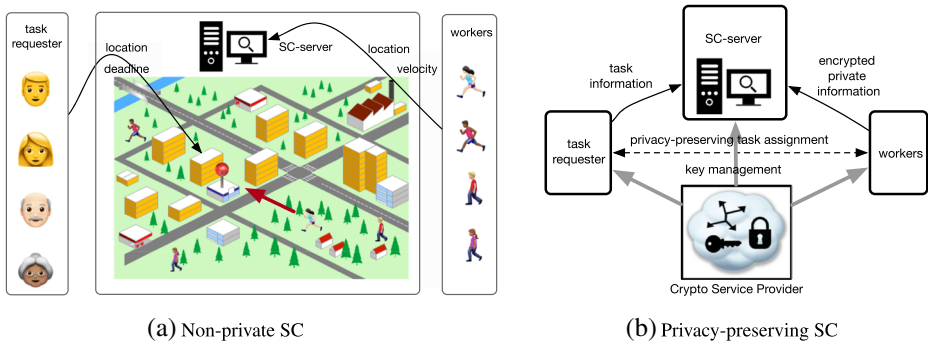 task
requester
location
deadline
SC-server
location
velocity
workers
(a) Non-private SC
SC-server
task
information
encrypted
private
information
task
requester
privacy-preserving task assignment
workers
key management
Crypto Service Provider
(b) Privacy-preserving SC